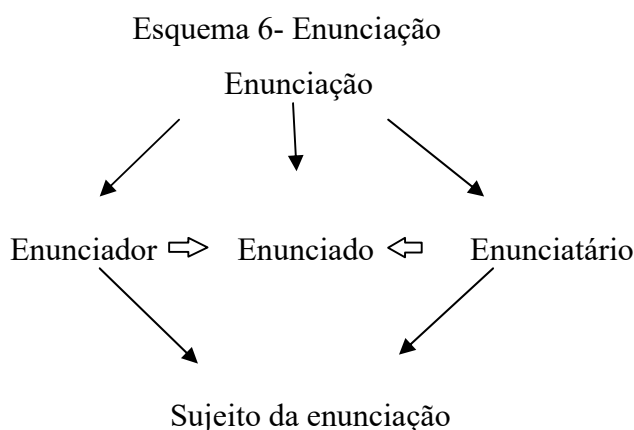 Esquema 6- Enunciação
Enunciação
Enunciador Enunciado Enunciatário
Sujeito da enunciação